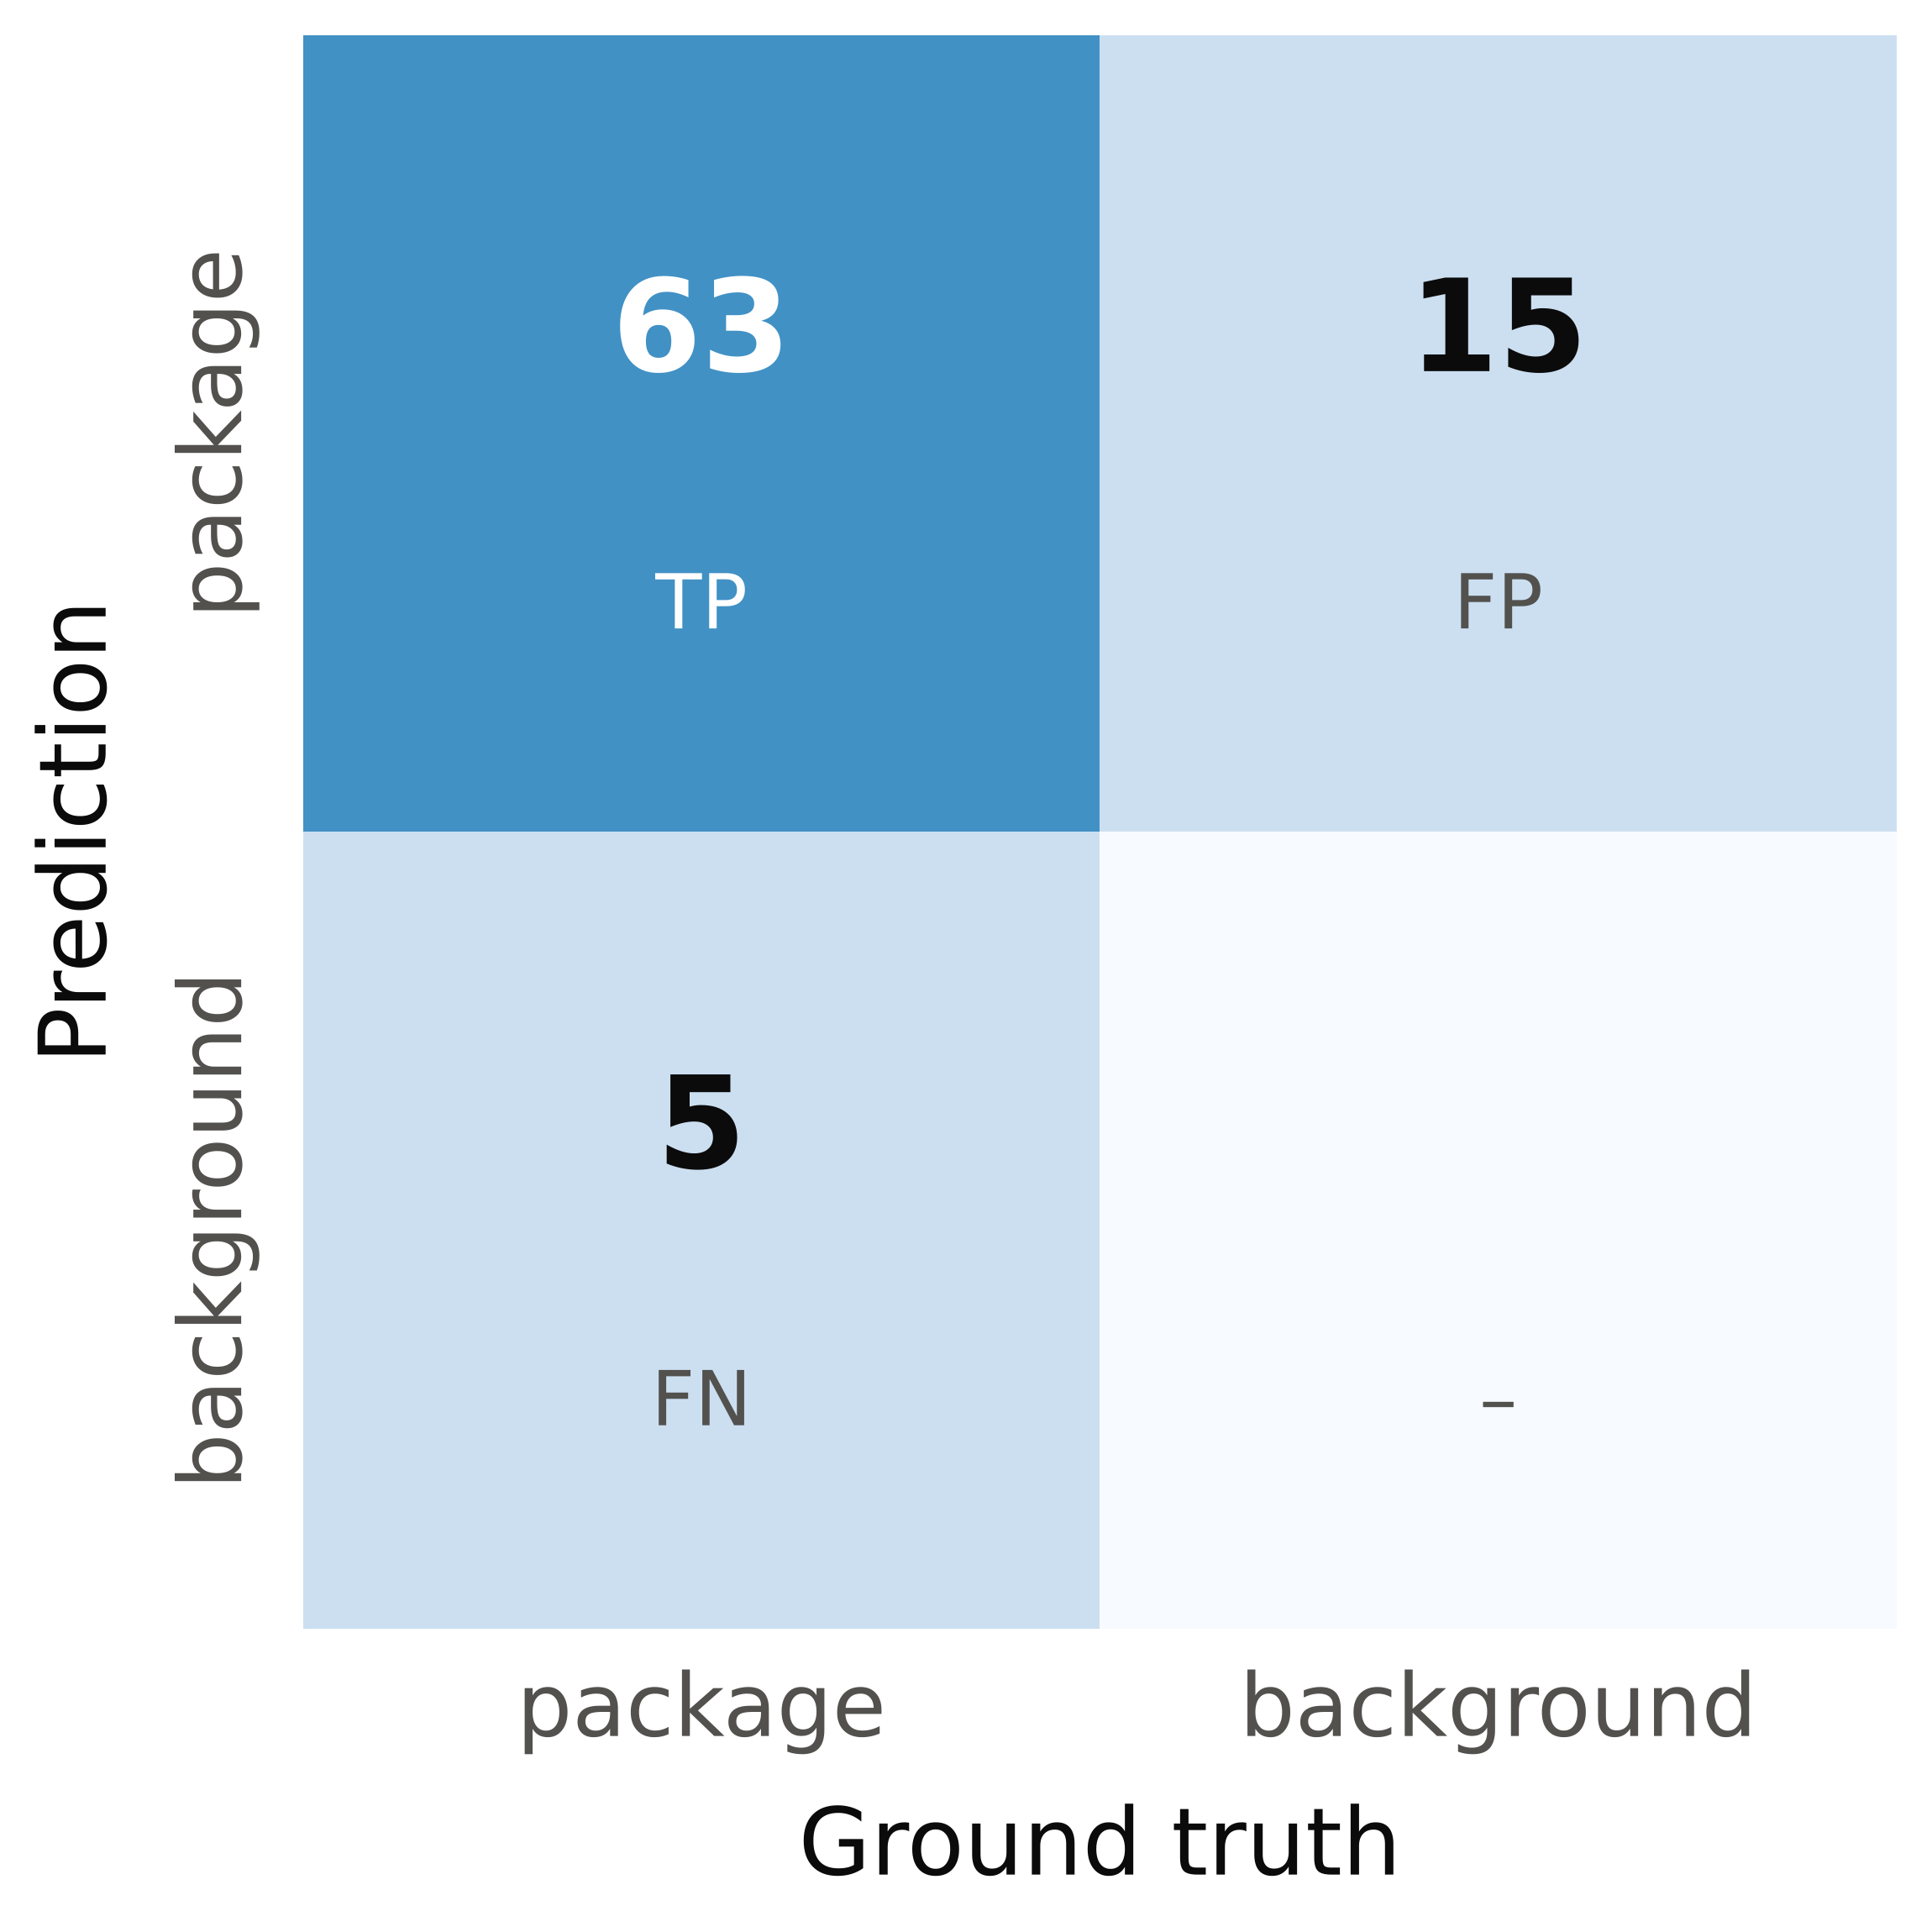 Prediction
package
63
TP
15
FP
background
5
FN
–
package
background
Ground truth